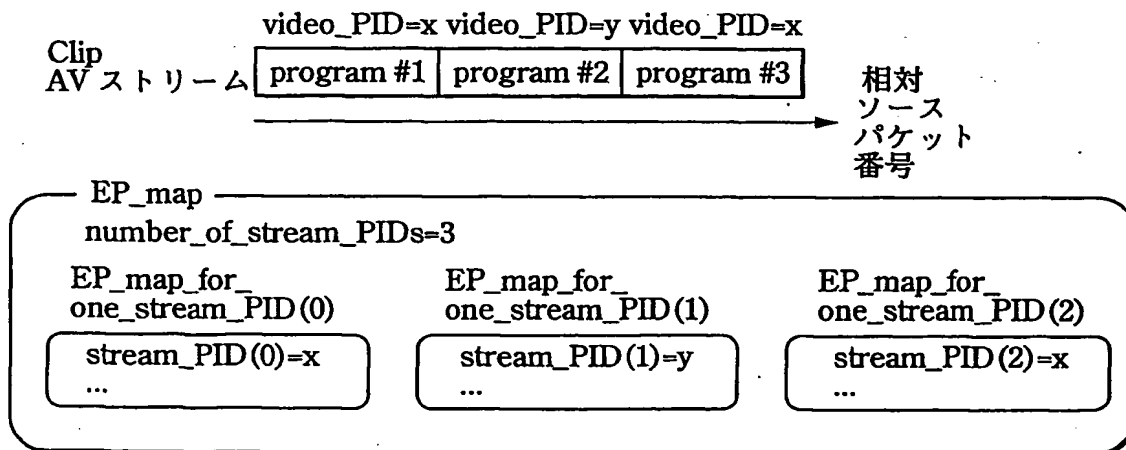 video_PID=x video_PID=y video_PID=x
Clip
AVストリーム
program #1 program #2 program #3
相対
ソース
パケット
番号
EP_map
number_of_stream_PIDs=3
EP_map_for_
one_stream_PID(0)
stream_PID(0)=x
...
EP_map_for_
one_stream_PID(1)
stream_PID(1)=y
...
EP_map_for_
one_stream_PID(2)
stream_PID(2)=x
...